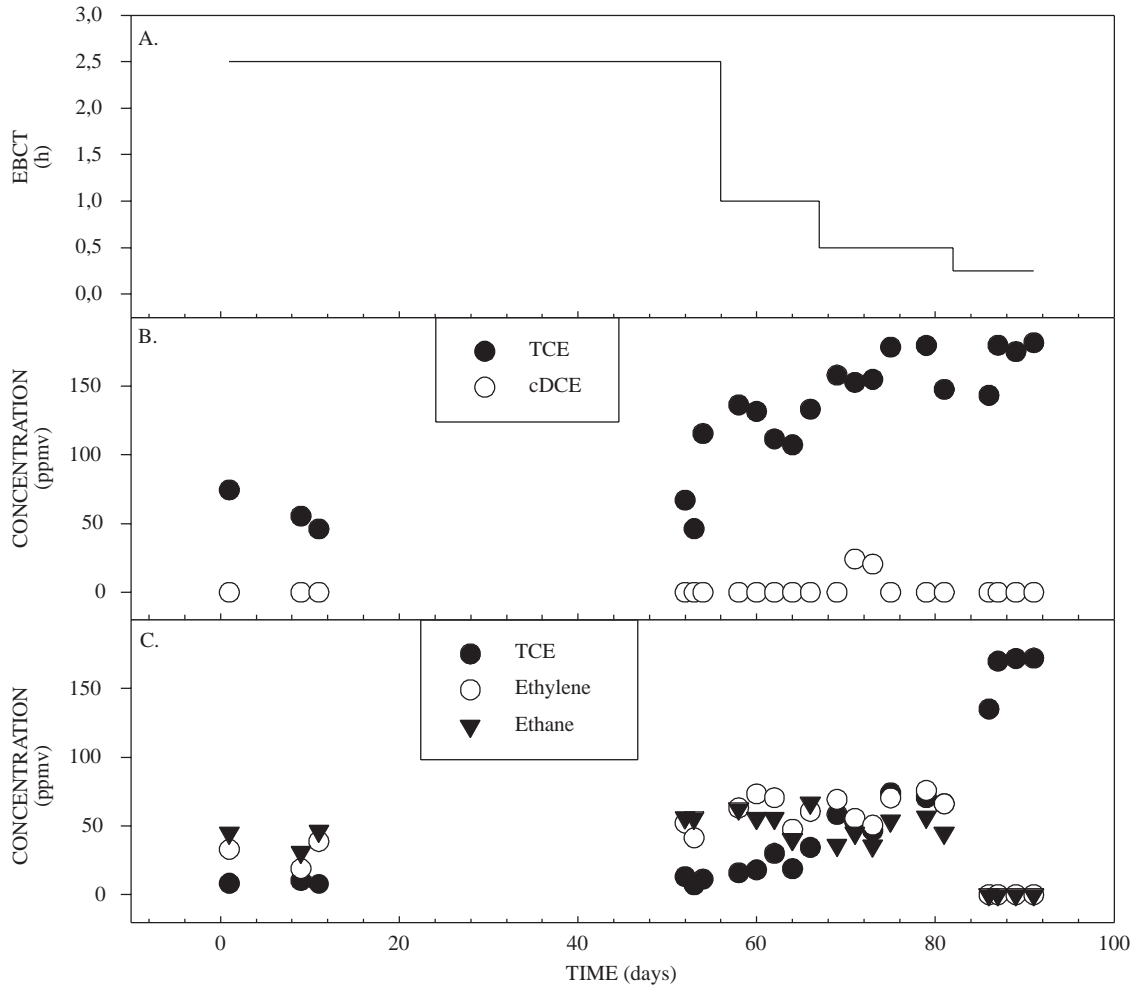 A.
3,0
2,5
2,0
1,5
1,0
0,5
0,0
EBCT
(h)
B.
TCE
cDCE
150
100
50
0
CONCENTRATION
(ppmv)
C.
TCE
Ethylene
Ethane
150
100
50
0
CONCENTRATION
(ppmv)
0 20 40 60 80 100
TIME (days)